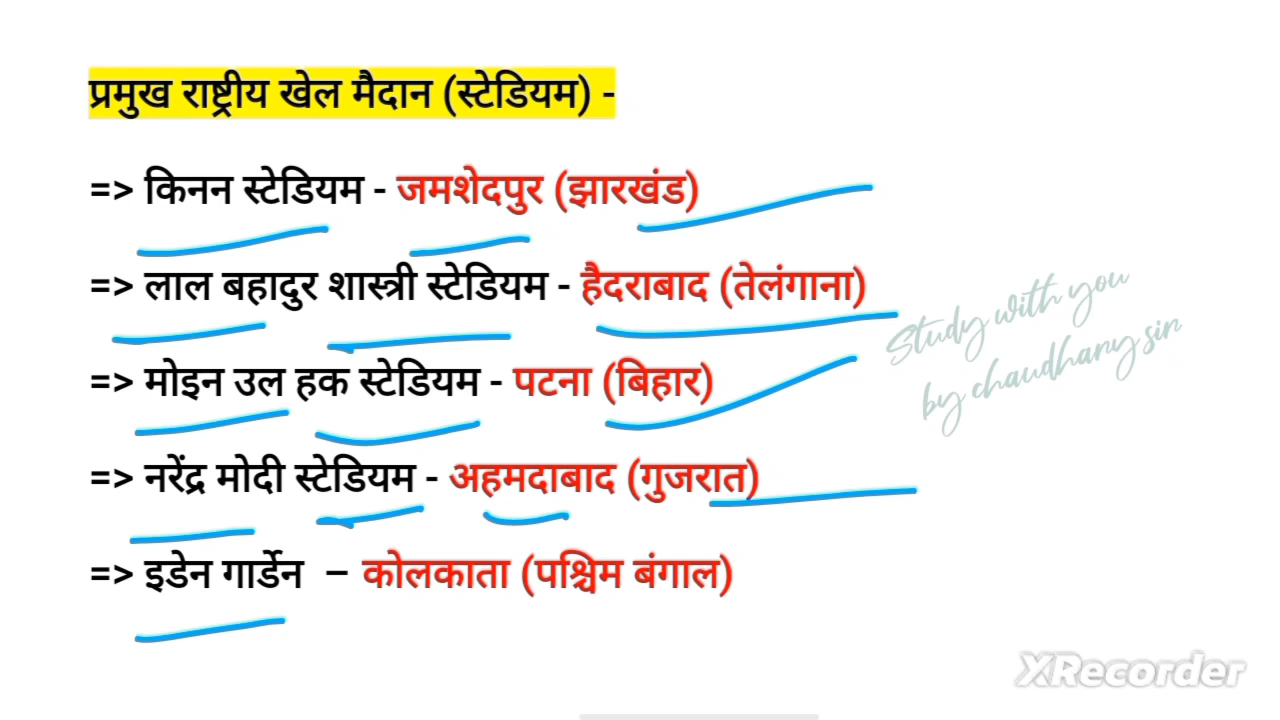 प्रमुख राष्ट्रीय खेल मैदान (स्टेडियम) -
=> किनन स्टेडियम - जमशेदपुर (झारखंड)
=> लाल बहादुर शास्त्री स्टेडियम - हैदराबाद (तेलंगाना)
=> मोइन उल हक स्टेडियम - पटना (बिहार)
=> नरेंद्र मोदी स्टेडियम - अहमदाबाद (गुजरात)
=> इडेन गार्डेन – कोलकाता (पश्चिम बंगाल)
Study with you
by chaudhary sir
XRecorder